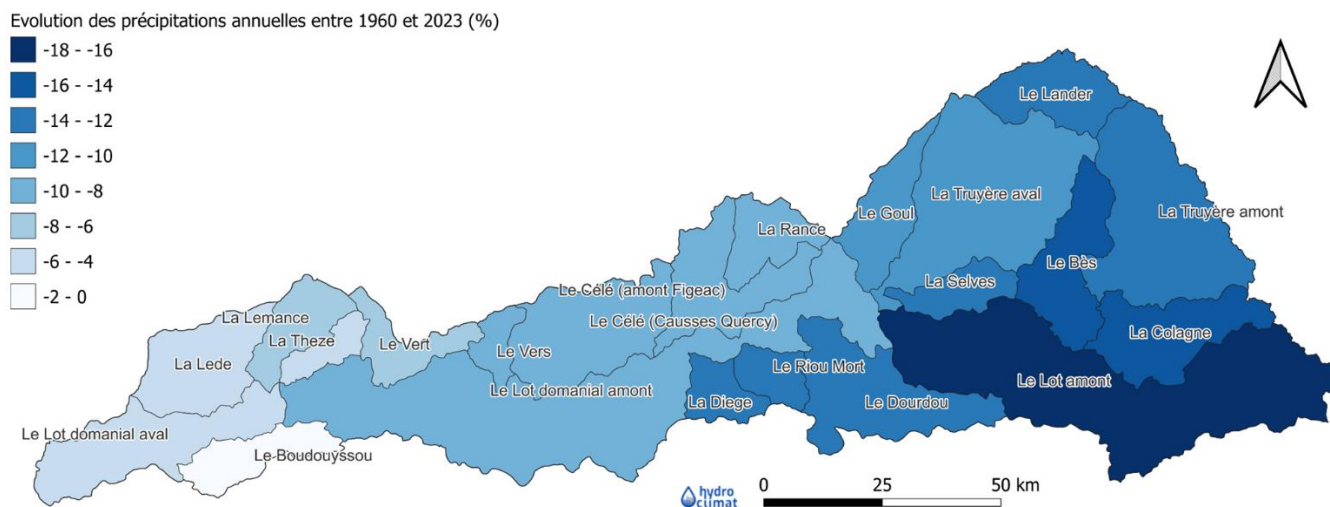 Evolution des précipitations annuelles entre 1960 et 2023 (%)
-18 - -16
-16 - -14
-14 - -12
-12 - -10
-10 - -8
-8 - -6
-6 - -4
-2 - 0
Le Lander
La Truyère aval
Le Goul
La Truyère amont
La Rance
Le Bès
La Selves
Le Célé (amont Figeac)
Le Célé (Causses Quercy)
La Lemance
La Theze
Le Vert
Le Vers
La Colagne
La Lede
Le Riou Mort
Le Lot amont
Le Lot domanial amont
La Diege
Le Dourdou
Le Lot domanial aval
Le Boudouyssou
hydro
climat
0 25 50 km